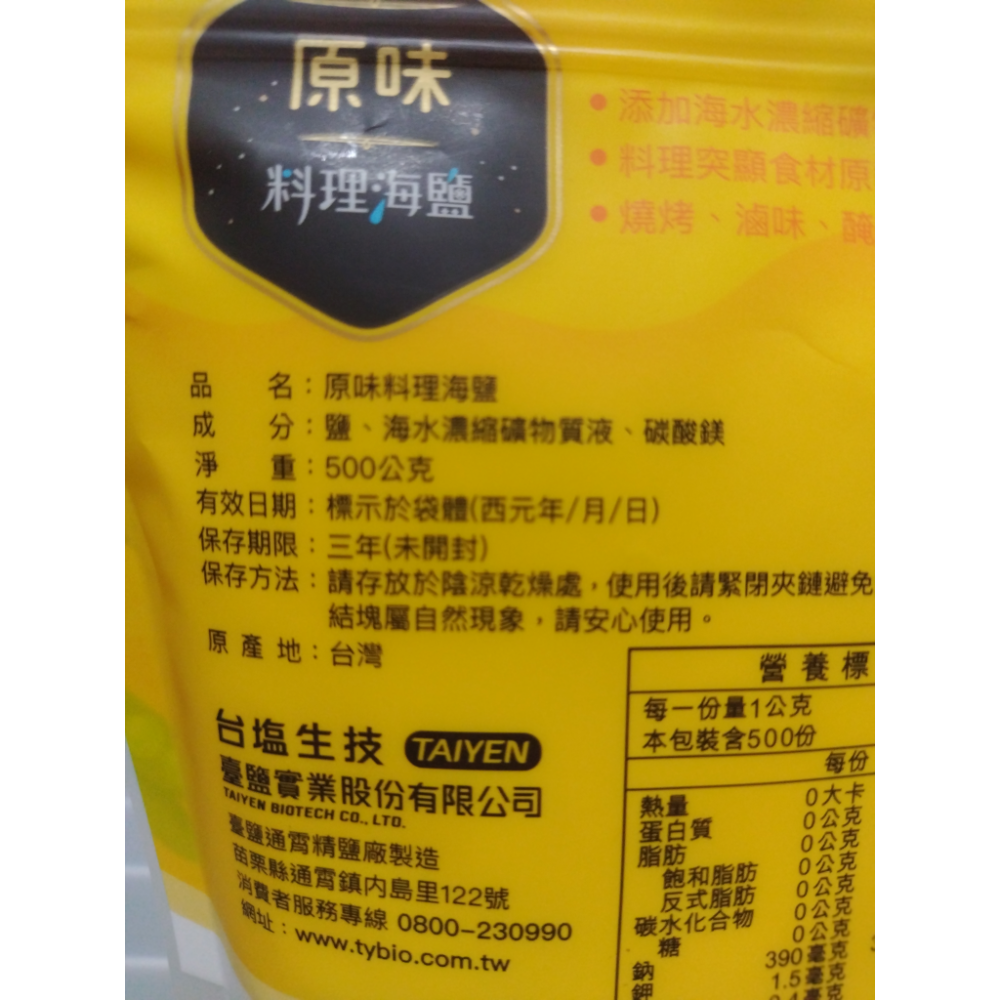 原味
料理海鹽
• 添加海水濃縮礦
• 料理突顯食材原
• 燒烤、滷味、醃
品 名：原味料理海鹽
成 分：鹽、海水濃縮礦物質液、碳酸鎂
淨 重：500公克
有效日期：標示於袋體(西元年/月/日)
保存期限：三年(未開封)
保存方法：請存放於陰涼乾燥處，使用後請緊閉夾鏈避免
結塊屬自然現象，請安心使用。
原產地：台灣
台塩生技 TAIYEN
臺鹽實業股份有限公司
TAIYEN BIOTECH CO., LTD.
臺鹽通霄精鹽廠製造
苗栗縣通霄鎮内島里122號
消費者服務專線 0800-230990
網址：www.tybio.com.tw
營養標
每一份量1公克
本包裝含500份
每份
熱量 0大卡
蛋白質 0公克
脂肪 0公克
飽和脂肪 0公克
反式脂肪 0公克
碳水化合物 0公克
糖 0公克
鈉 390毫克
鉀 1.5毫克